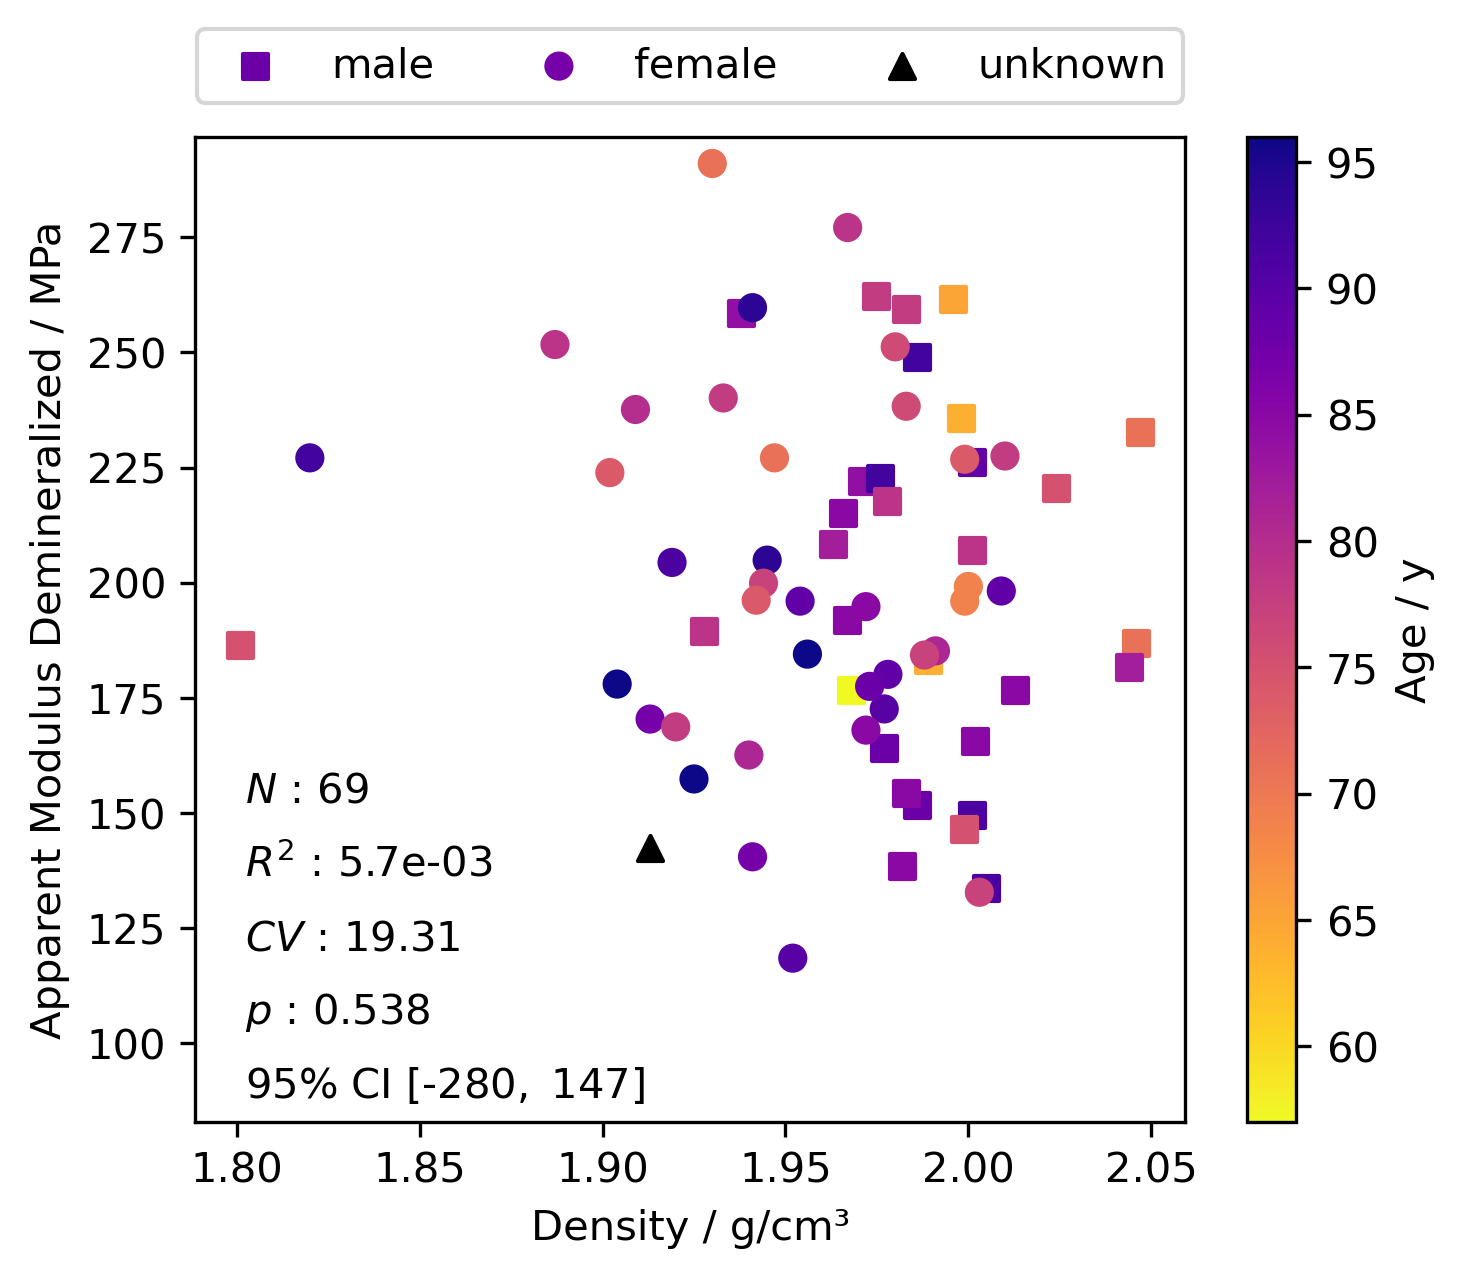 male female unknown
275
250
225
200
175
150
125
100
Apparent Modulus Demineralized / MPa
N : 69
R² : 5.7e-03
CV : 19.31
p : 0.538
95% CI [-280, 147]
1.80 1.85 1.90 1.95 2.00 2.05
Density / g/cm³
95
90
85
80
75
70
65
60
Age / y